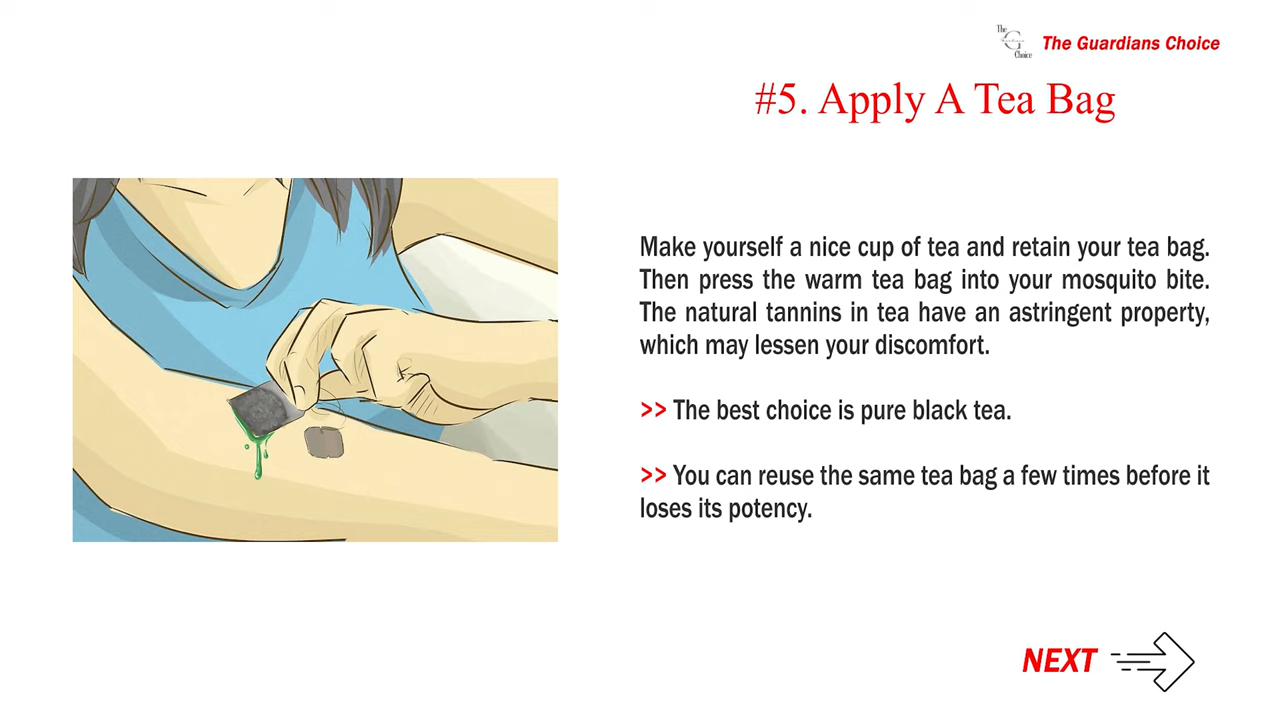 The
G
Choice
The Guardians Choice
#5. Apply A Tea Bag
Make yourself a nice cup of tea and retain your tea bag.
Then press the warm tea bag into your mosquito bite.
The natural tannins in tea have an astringent property,
which may lessen your discomfort.
>> The best choice is pure black tea.
>> You can reuse the same tea bag a few times before it
loses its potency.
NEXT